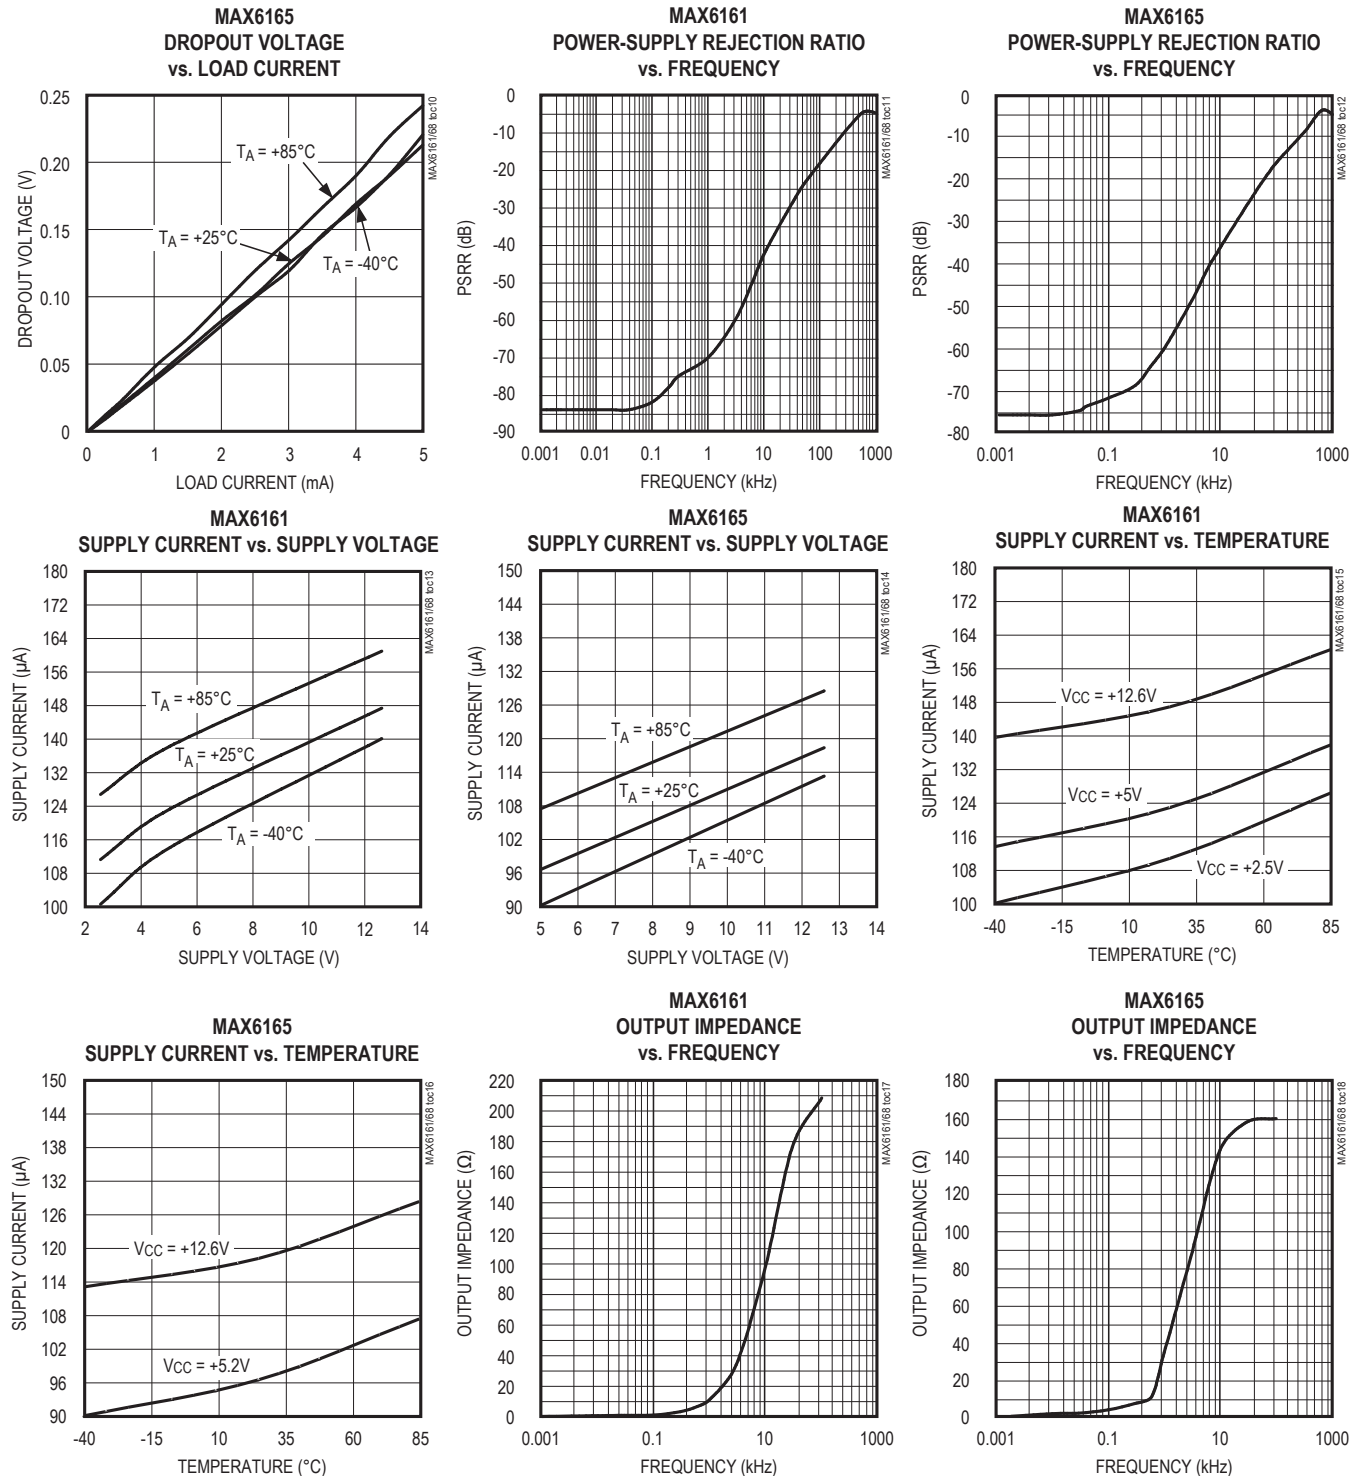 MAX6165
DROPOUT VOLTAGE
vs. LOAD CURRENT
MAX6161/68 toc10
DROPOUT VOLTAGE (V)
0.25
0.20
0.15
0.10
0.05
0
TA = +85°C
TA = +25°C
TA = -40°C
0 1 2 3 4 5
LOAD CURRENT (mA)
MAX6161
POWER-SUPPLY REJECTION RATIO
vs. FREQUENCY
MAX6161/68 toc11
PSRR (dB)
0
-10
-20
-30
-40
-50
-60
-70
-80
-90
0.001 0.01 0.1 1 10 100 1000
FREQUENCY (kHz)
MAX6165
POWER-SUPPLY REJECTION RATIO
vs. FREQUENCY
MAX6161/68 toc12
PSRR (dB)
0
-10
-20
-30
-40
-50
-60
-70
-80
0.001 0.1 10 1000
FREQUENCY (kHz)
MAX6161
SUPPLY CURRENT vs. SUPPLY VOLTAGE
MAX6161/68 toc13
SUPPLY CURRENT (µA)
180
172
164
156
148
140
132
124
116
108
100
TA = +85°C
TA = +25°C
TA = -40°C
2 4 6 8 10 12 14
SUPPLY VOLTAGE (V)
MAX6165
SUPPLY CURRENT vs. SUPPLY VOLTAGE
MAX6161/68 toc14
SUPPLY CURRENT (µA)
150
144
138
132
126
120
114
108
102
96
90
TA = +85°C
TA = +25°C
TA = -40°C
5 6 7 8 9 10 11 12 13 14
SUPPLY VOLTAGE (V)
MAX6161
SUPPLY CURRENT vs. TEMPERATURE
MAX6161/68 toc15
SUPPLY CURRENT (µA)
180
172
164
156
148
140
132
124
116
108
100
VCC = +12.6V
VCC = +5V
VCC = +2.5V
-40 -15 10 35 60 85
TEMPERATURE (°C)
MAX6165
SUPPLY CURRENT vs. TEMPERATURE
MAX6161/68 toc16
SUPPLY CURRENT (µA)
150
144
138
132
126
120
114
108
102
96
90
VCC = +12.6V
VCC = +5.2V
-40 -15 10 35 60 85
TEMPERATURE (°C)
MAX6161
OUTPUT IMPEDANCE
vs. FREQUENCY
MAX6161/68 toc17
OUTPUT IMPEDANCE (Ω)
220
200
180
160
140
120
100
80
60
40
20
0
0.001 0.1 10 1000
FREQUENCY (kHz)
MAX6165
OUTPUT IMPEDANCE
vs. FREQUENCY
MAX6161/68 toc18
OUTPUT IMPEDANCE (Ω)
180
160
140
120
100
80
60
40
20
0
0.001 0.1 10 1000
FREQUENCY (kHz)